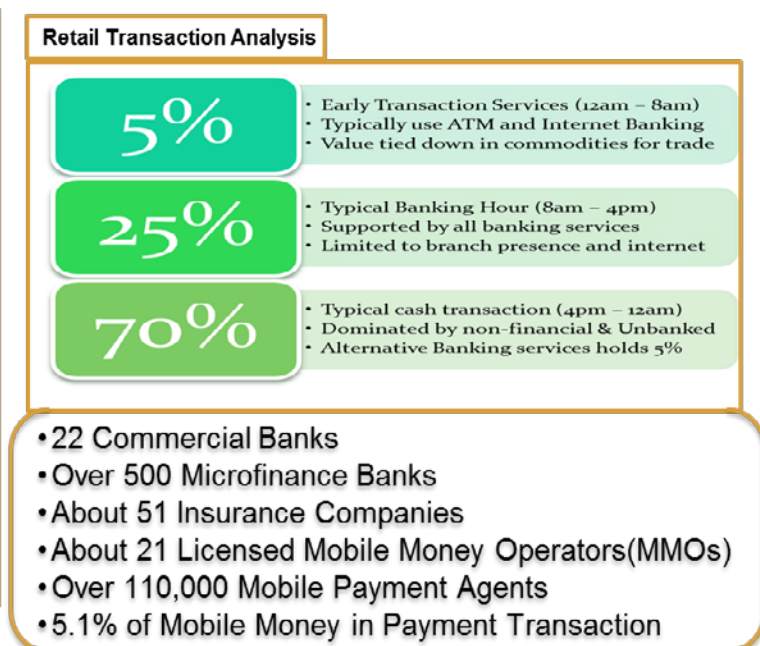 Retail Transaction Analysis
5%
• Early Transaction Services (12am – 8am)
• Typically use ATM and Internet Banking
• Value tied down in commodities for trade
25%
• Typical Banking Hour (8am – 4pm)
• Supported by all banking services
• Limited to branch presence and internet
70%
• Typical cash transaction (4pm – 12am)
• Dominated by non-financial & Unbanked
• Alternative Banking services holds 5%
•22 Commercial Banks
•Over 500 Microfinance Banks
•About 51 Insurance Companies
•About 21 Licensed Mobile Money Operators(MMOs)
•Over 110,000 Mobile Payment Agents
•5.1% of Mobile Money in Payment Transaction